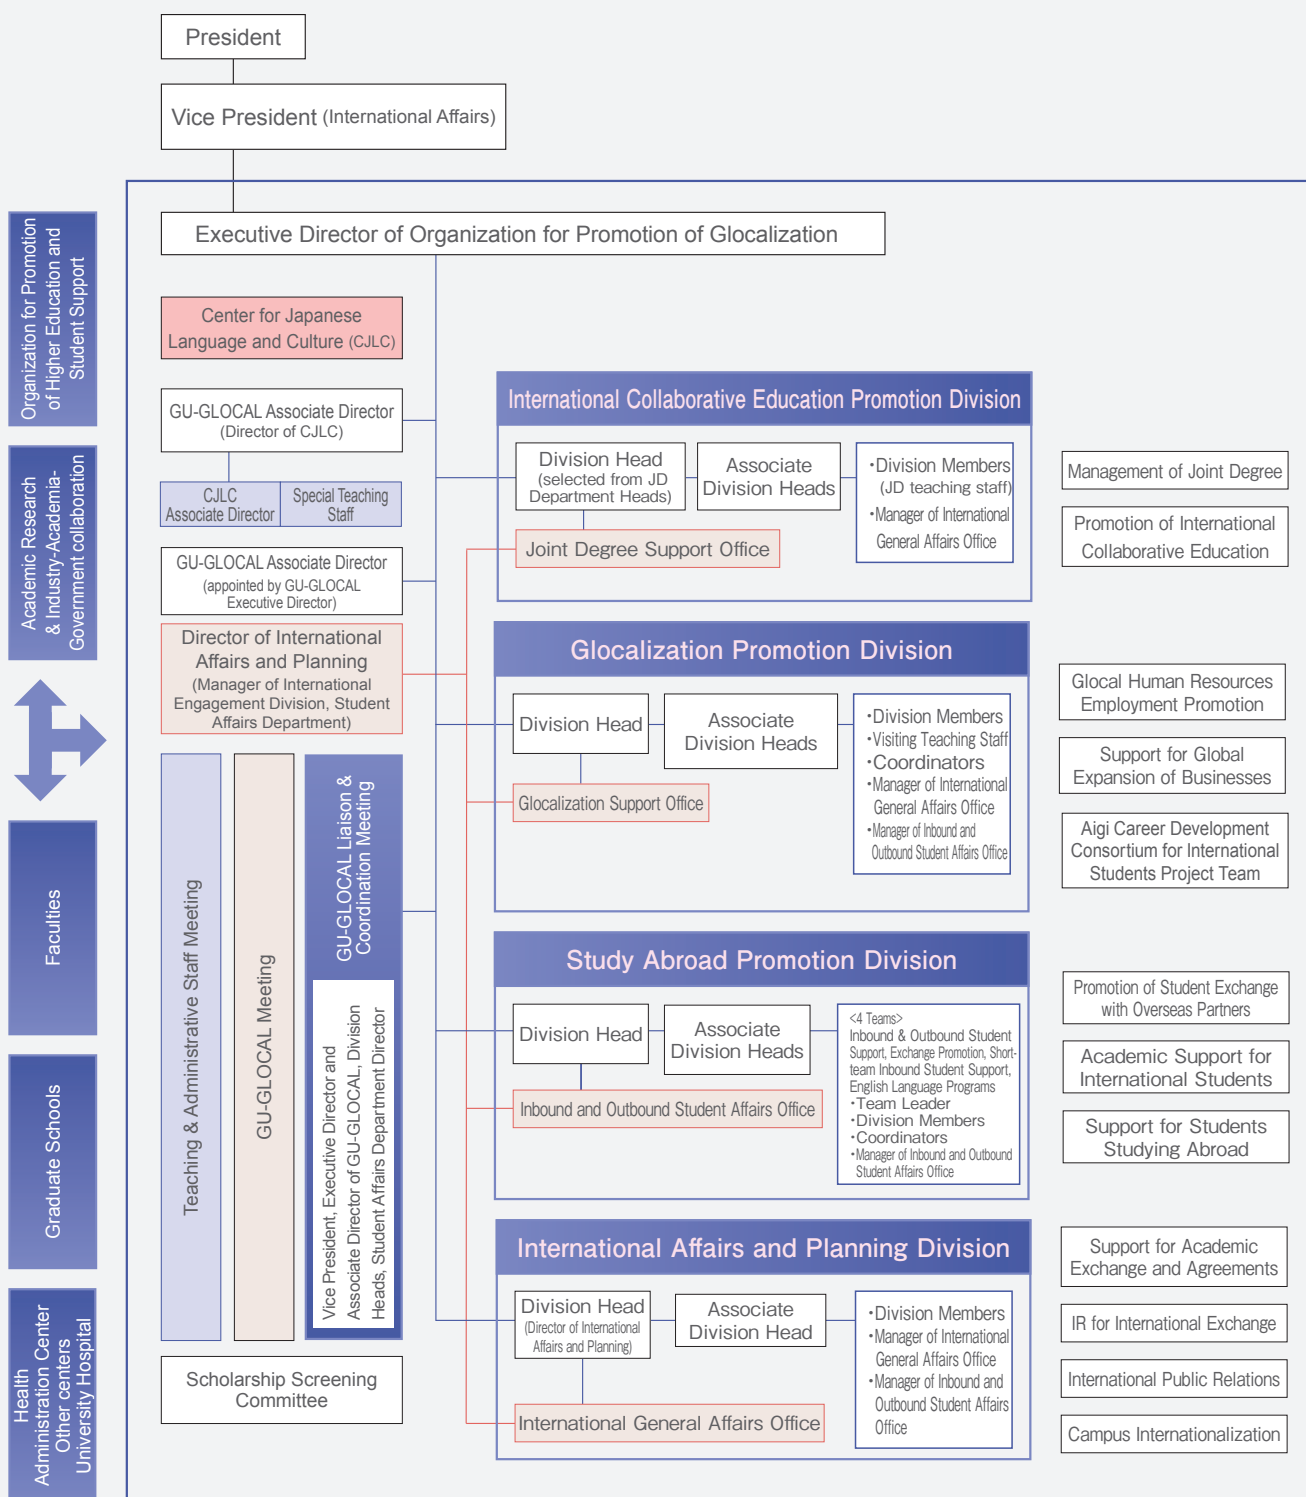 President
Vice President (International Affairs)
Executive Director of Organization for Promotion of Glocalization
Organization for Promotion
of Higher Education and
Student Support
Academic Research
& Industry-Academia-
Government collaboration
Faculties
Graduate Schools
Health
Administration Center
Other centers
University Hospital
Center for Japanese
Language and Culture (CJLC)
GU-GLOCAL Associate Director
(Director of CJLC)
CJLC
Associate Director
Special Teaching
Staff
GU-GLOCAL Associate Director
(appointed by GU-GLOCAL
Executive Director)
Director of International
Affairs and Planning
(Manager of International
Engagement Division, Student
Affairs Department)
Teaching & Administrative Staff Meeting
GU-GLOCAL Meeting
GU-GLOCAL Liaison &
Coordination Meeting
Vice President, Executive Director and
Associate Director of GU-GLOCAL, Division
Heads, Student Affairs Department Director
Scholarship Screening
Committee
International Collaborative Education Promotion Division
Division Head
(selected from JD
Department Heads)
Associate
Division Heads
・Division Members
(JD teaching staff)
・Manager of International
General Affairs Office
Joint Degree Support Office
Management of Joint Degree
Promotion of International
Collaborative Education
Glocalization Promotion Division
Division Head
Associate
Division Heads
・Division Members
・Visiting Teaching Staff
・Coordinators
・Manager of International
General Affairs Office
・Manager of Inbound and
Outbound Student Affairs Office
Glocalization Support Office
Glocal Human Resources
Employment Promotion
Support for Global
Expansion of Businesses
Aigi Career Development
Consortium for International
Students Project Team
Study Abroad Promotion Division
Division Head
Associate
Division Heads
<4 Teams>
Inbound & Outbound Student
Support, Exchange Promotion, Short-
team Inbound Student Support,
English Language Programs
・Team Leader
・Division Members
・Coordinators
・Manager of Inbound and Outbound
Student Affairs Office
Inbound and Outbound Student Affairs Office
Promotion of Student Exchange
with Overseas Partners
Academic Support for
International Students
Support for Students
Studying Abroad
International Affairs and Planning Division
Division Head
(Director of International
Affairs and Planning)
Associate
Division Head
・Division Members
・Manager of International
General Affairs Office
・Manager of Inbound and
Outbound Student Affairs
Office
International General Affairs Office
Support for Academic
Exchange and Agreements
IR for International Exchange
International Public Relations
Campus Internationalization